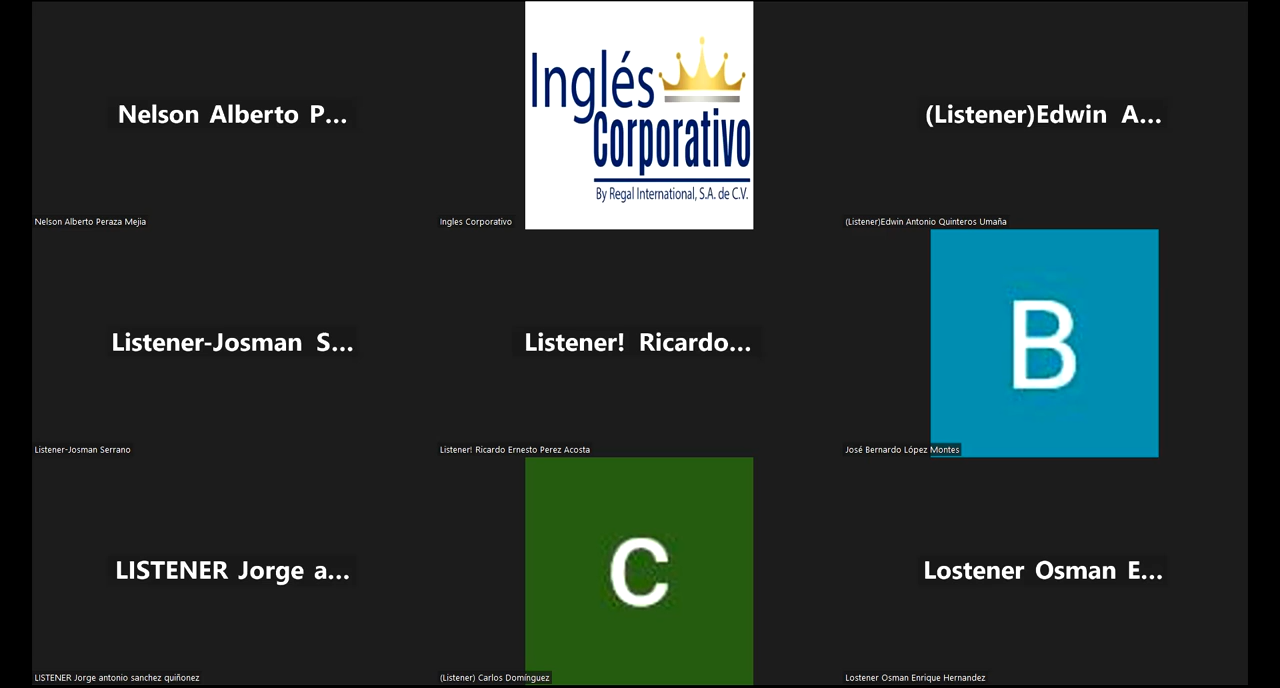 Nelson Alberto P...
Nelson Alberto Peraza Mejia
Inglés
Corporativo
By Regal International, S.A. de C.V.
Ingles Corporativo
(Listener)Edwin A...
(Listener)Edwin Antonio Quinteros Umaña
Listener-Josman S...
Listener-Josman Serrano
Listener! Ricardo...
Listener! Ricardo Ernesto Perez Acosta
B
José Bernardo López Montes
LISTENER Jorge a...
LISTENER Jorge antonio sanchez quiñonez
C
(Listener) Carlos Domínguez
Lostener Osman E...
Lostener Osman Enrique Hernandez